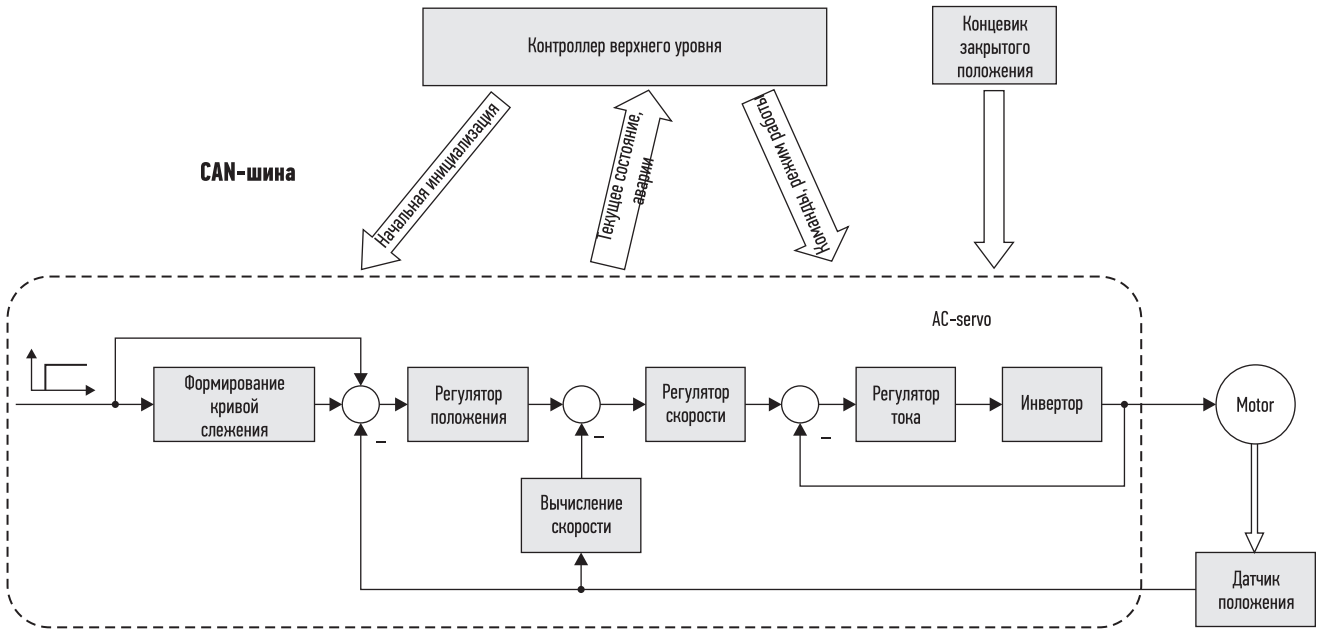 Контроллер верхнего уровня
Концевик
закрытого
положения
CAN-шина
Начальная инициализация
Текущее состояние,
аварии
Команды, режим работы
AC-servo
Формирование
кривой
слежения
Регулятор
положения
Регулятор
скорости
Регулятор
тока
Инвертор
Motor
–
–
–
Вычисление
скорости
Датчик
положения